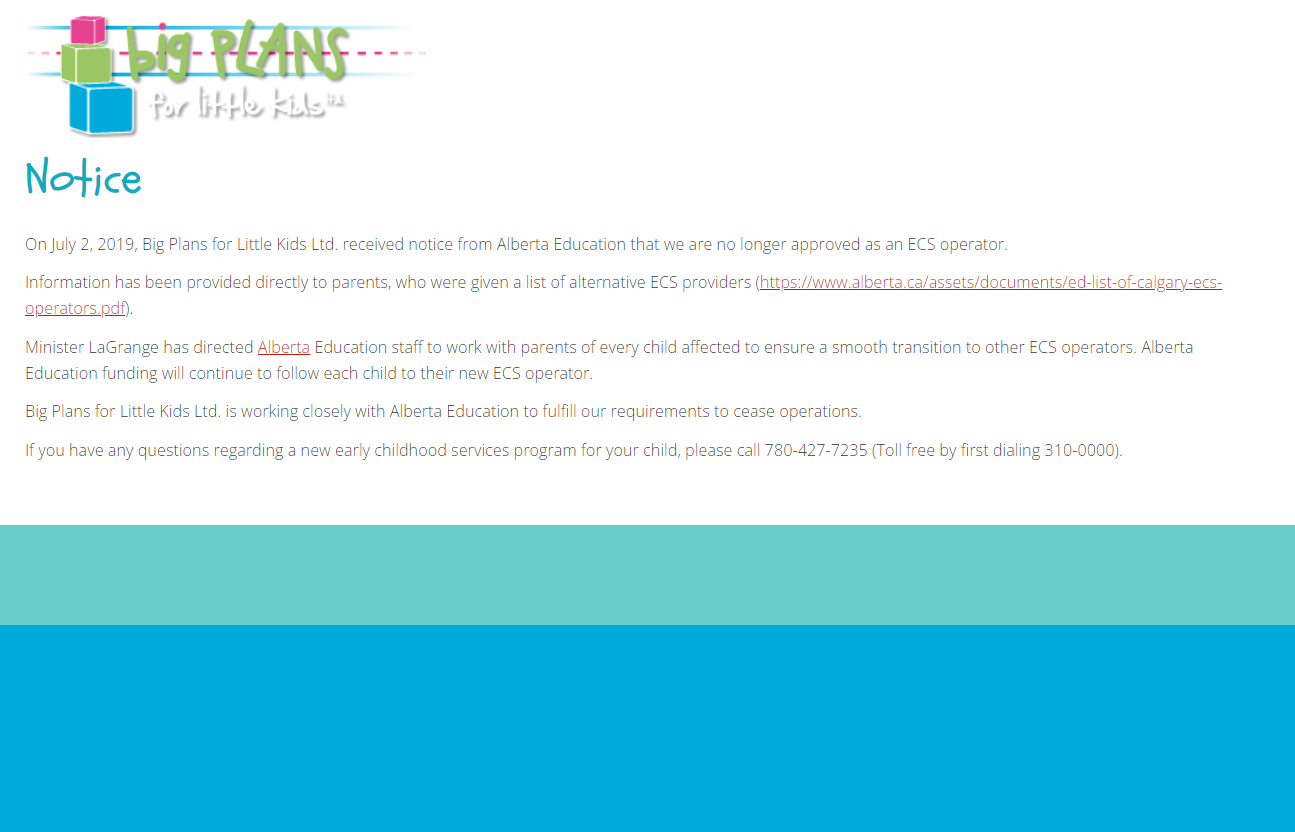 big PLANS
for little kids ltd.
Notice
On July 2, 2019, Big Plans for Little Kids Ltd. received notice from Alberta Education that we are no longer approved as an ECS operator.
Information has been provided directly to parents, who were given a list of alternative ECS providers (https://www.alberta.ca/assets/documents/ed-list-of-calgary-ecs-
operators.pdf).
Minister LaGrange has directed Alberta Education staff to work with parents of every child affected to ensure a smooth transition to other ECS operators. Alberta
Education funding will continue to follow each child to their new ECS operator.
Big Plans for Little Kids Ltd. is working closely with Alberta Education to fulfill our requirements to cease operations.
If you have any questions regarding a new early childhood services program for your child, please call 780-427-7235 (Toll free by first dialing 310-0000).